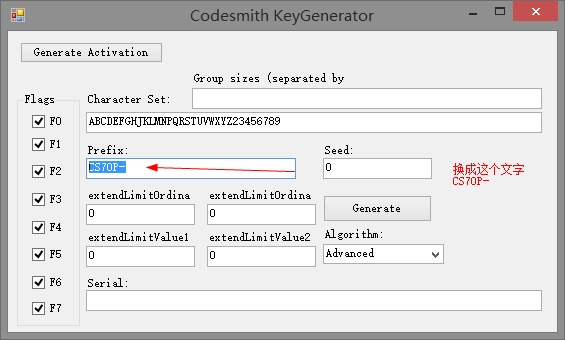 Codesmith KeyGenerator
Generate Activation
Group sizes (separated by
Flags
Character Set:
F0
ABCDEFGHJKLMNPQRSTUVWXYZ23456789
F1
Prefix:
Seed:
F2
CS70P-
0
换成这个文字
CS70P-
F3
extendLimitOrdina
extendLimitOrdina
0
0
Generate
F4
extendLimitValue1
extendLimitValue2
Algorithm:
F5
0
0
Advanced
F6
Serial:
F7